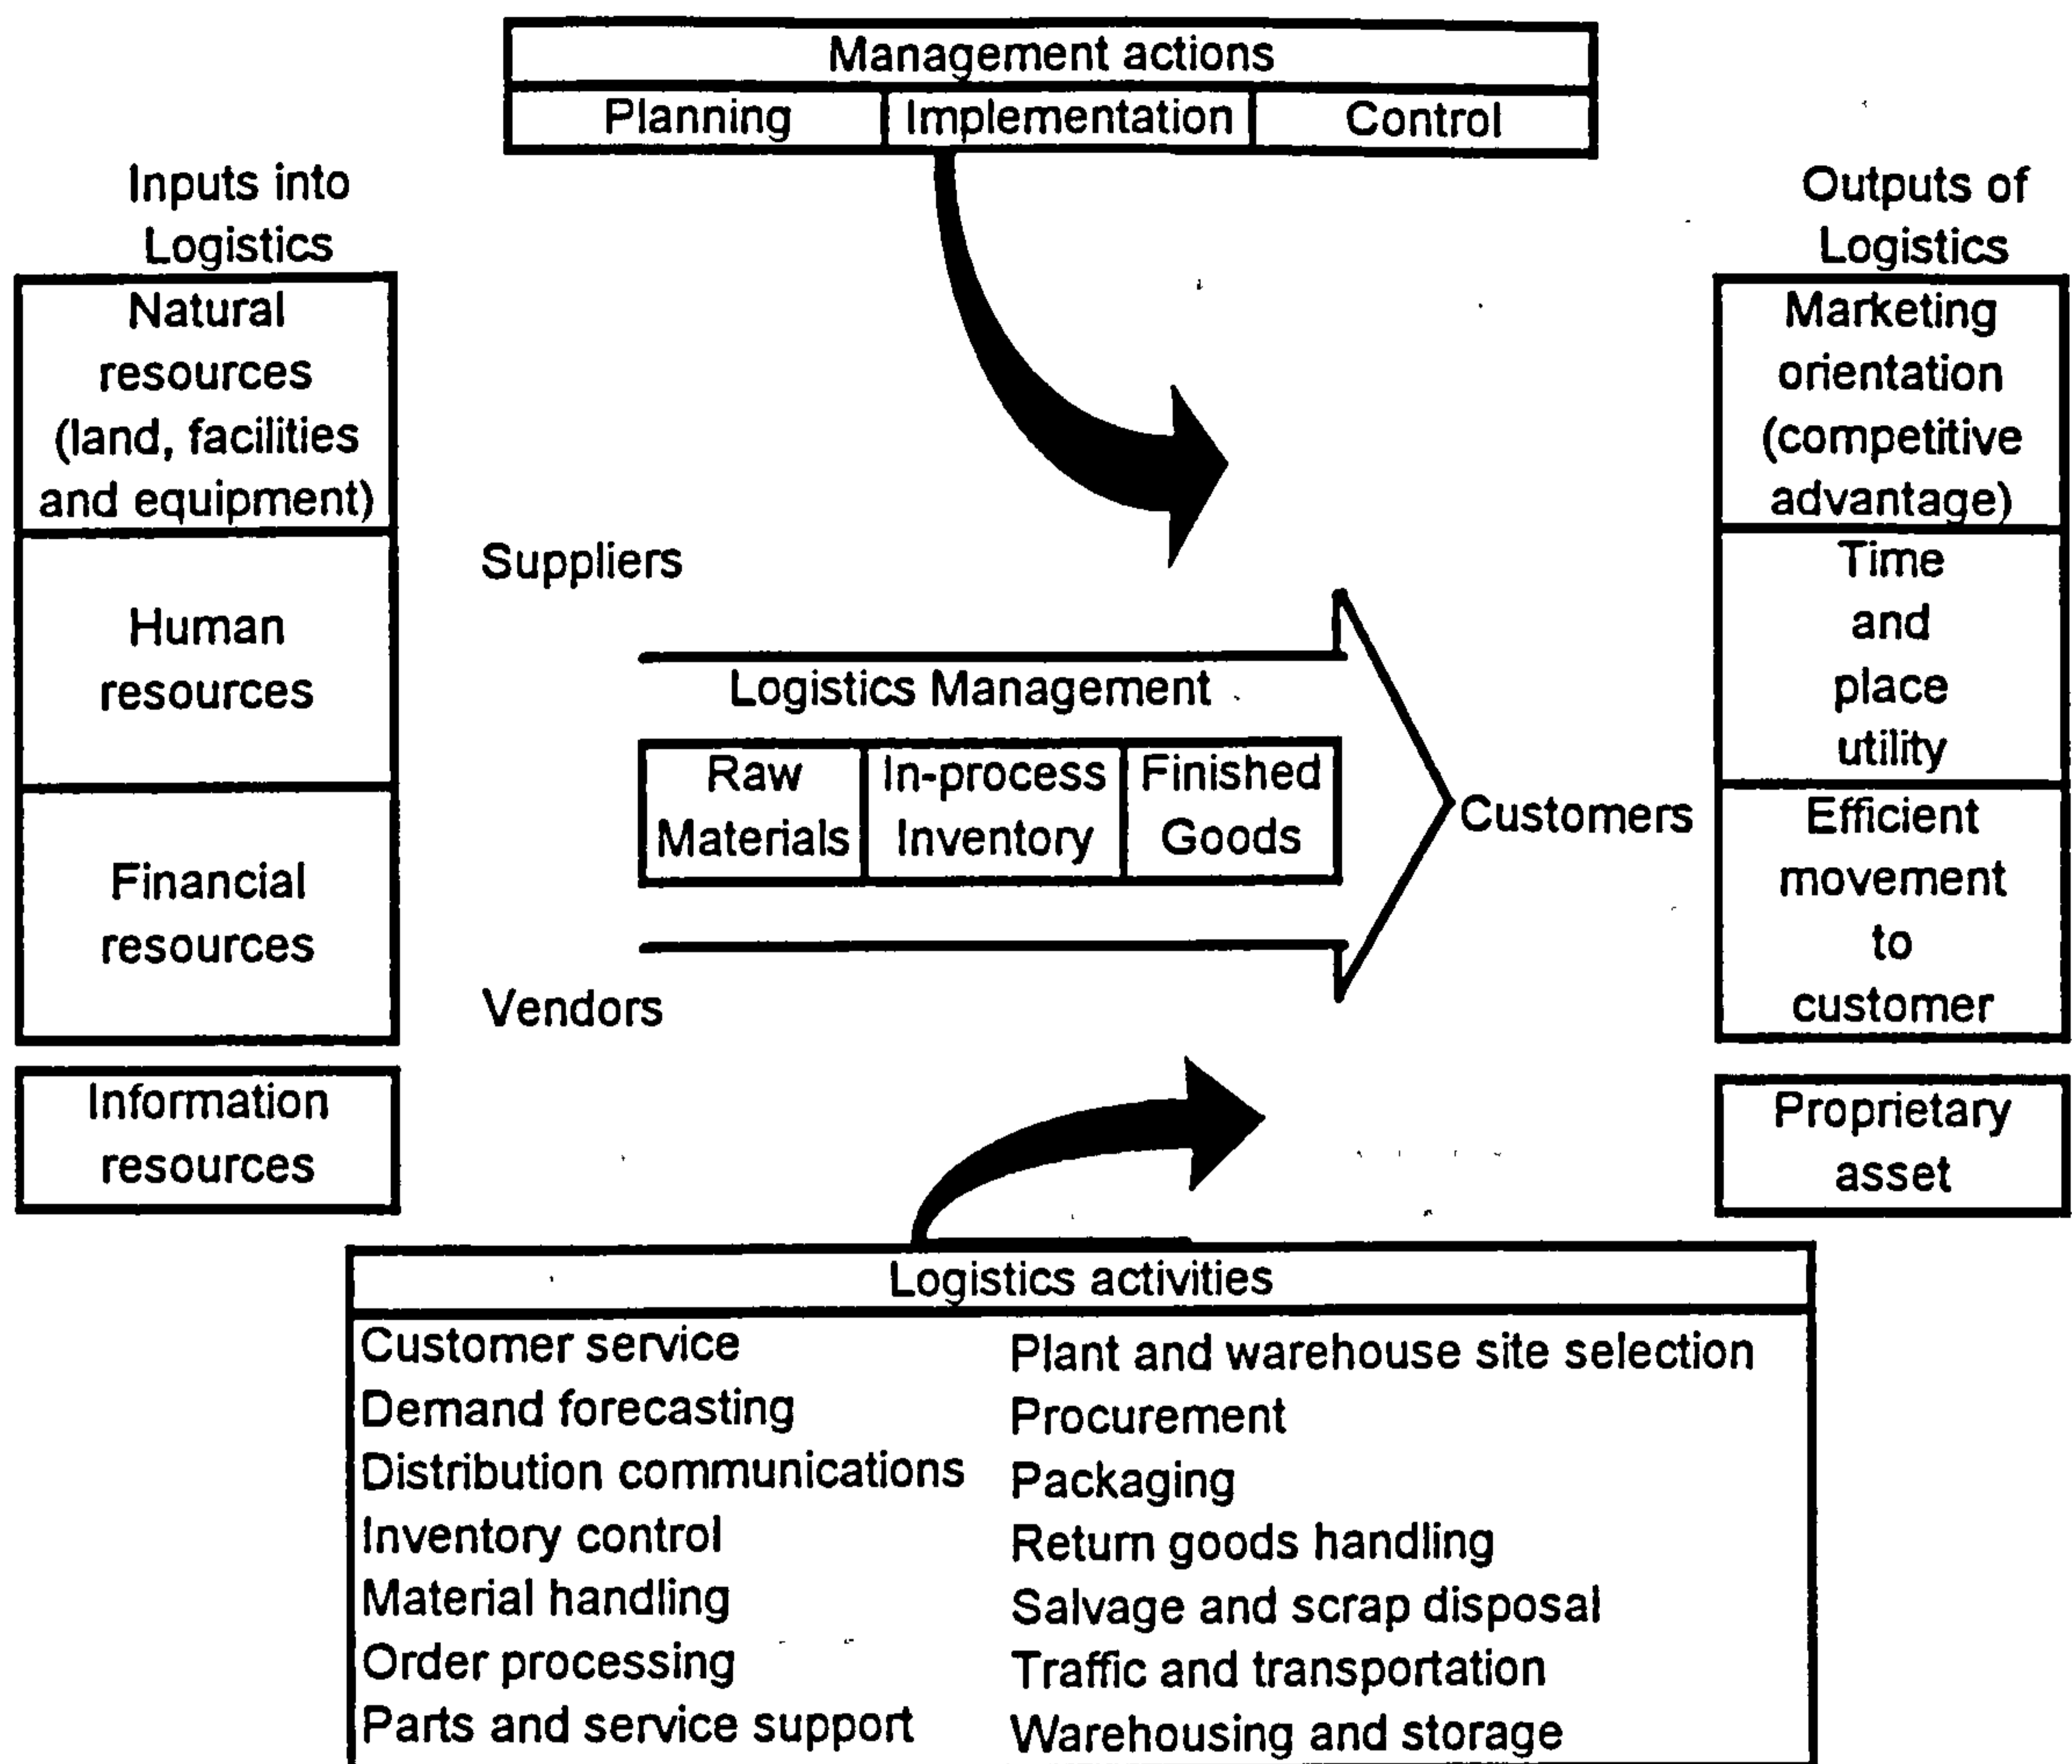 Management actions
Planning
Implementation
Control
Inputs into
Logistics
Natural
resources
(land, facilities
and equipment)
Human
resources
Financial
resources
Information
resources
Suppliers
Logistics Management
Raw
Materials
In-process
Inventory
Finished
Goods
Vendors
Customers
Outputs of
Logistics
Marketing
orientation
(competitive
advantage)
Time
and
place
utility
Efficient
movement
to
customer
Proprietary
asset
Logistics activities
Customer service
Demand forecasting
Distribution communications
Inventory control
Material handling
Order processing
Parts and service support
Plant and warehouse site selection
Procurement
Packaging
Return goods handling
Salvage and scrap disposal
Traffic and transportation
Warehousing and storage